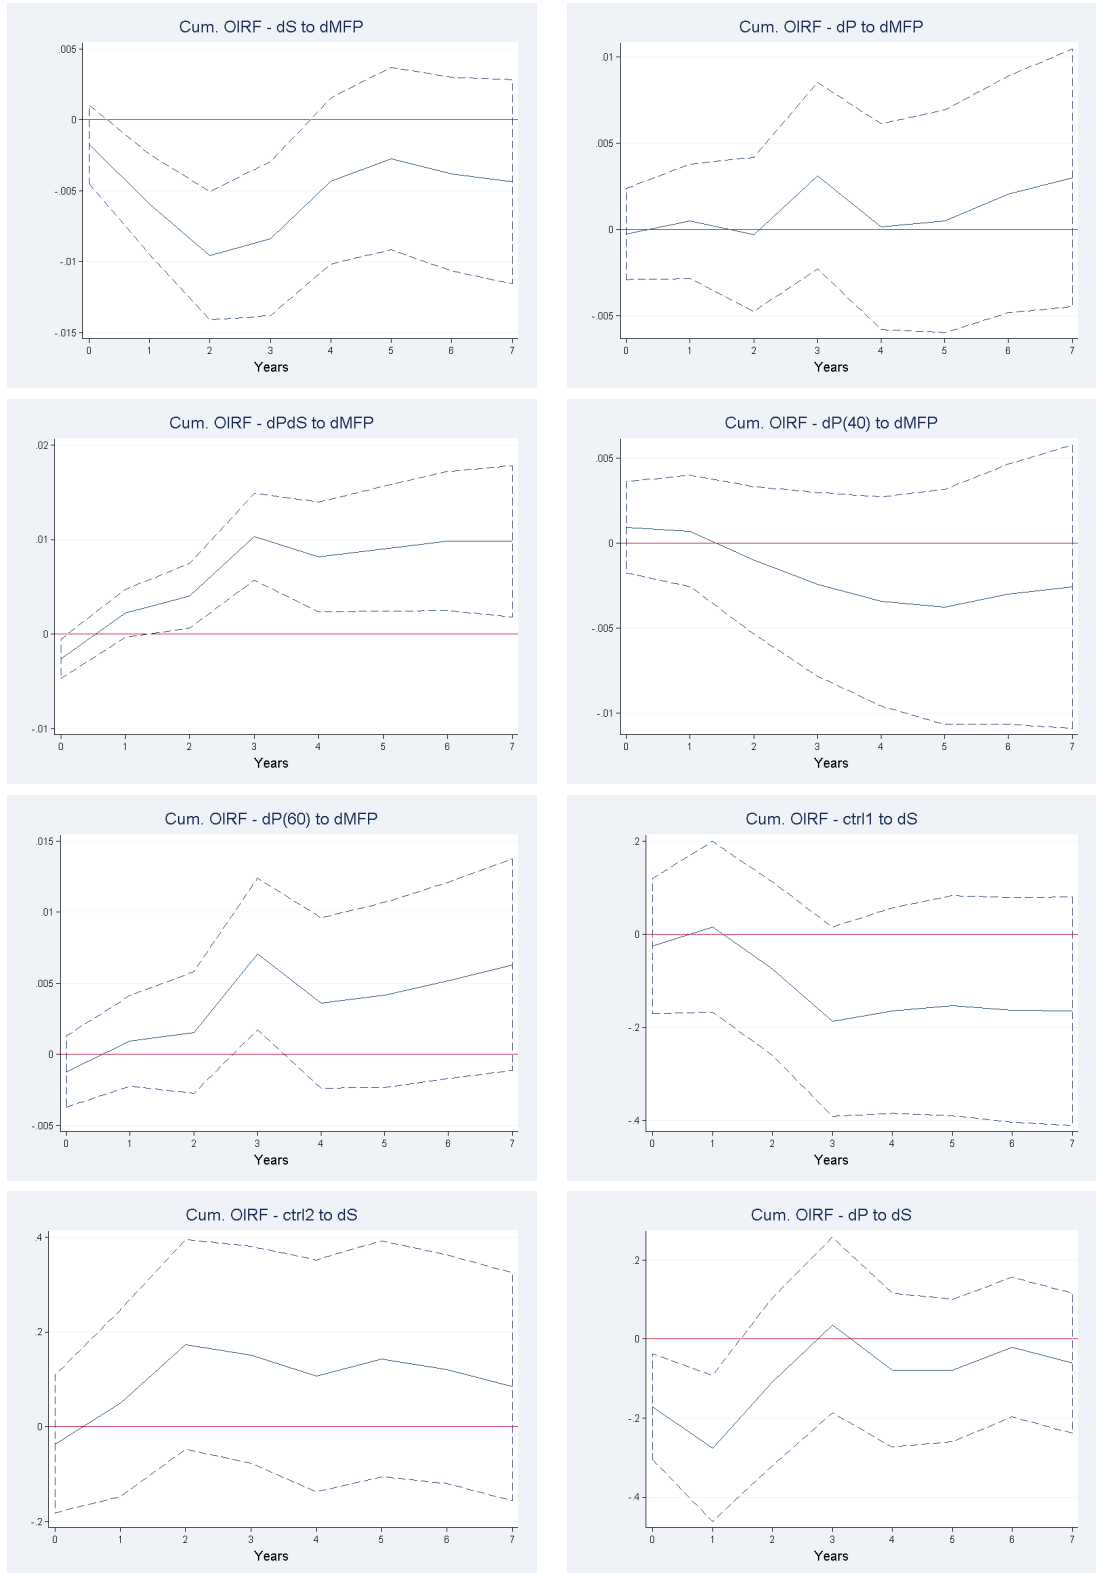 Cum. OIRF - dS to dMFP
.005
0
-.005
-.01
-.015
0 1 2 3 4 5 6 7
Years
Cum. OIRF - dP to dMFP
.01
.005
0
-.005
0 1 2 3 4 5 6 7
Years
Cum. OIRF - dPdS to dMFP
.02
.01
0
-.01
0 1 2 3 4 5 6 7
Years
Cum. OIRF - dP(40) to dMFP
.005
0
-.005
-.01
0 1 2 3 4 5 6 7
Years
Cum. OIRF - dP(60) to dMFP
.015
.01
.005
0
-.005
0 1 2 3 4 5 6 7
Years
Cum. OIRF - ctrl1 to dS
.2
0
-.2
-.4
0 1 2 3 4 5 6 7
Years
Cum. OIRF - ctrl2 to dS
.4
.2
0
-.2
0 1 2 3 4 5 6 7
Years
Cum. OIRF - dP to dS
.2
0
-.2
-.4
0 1 2 3 4 5 6 7
Years